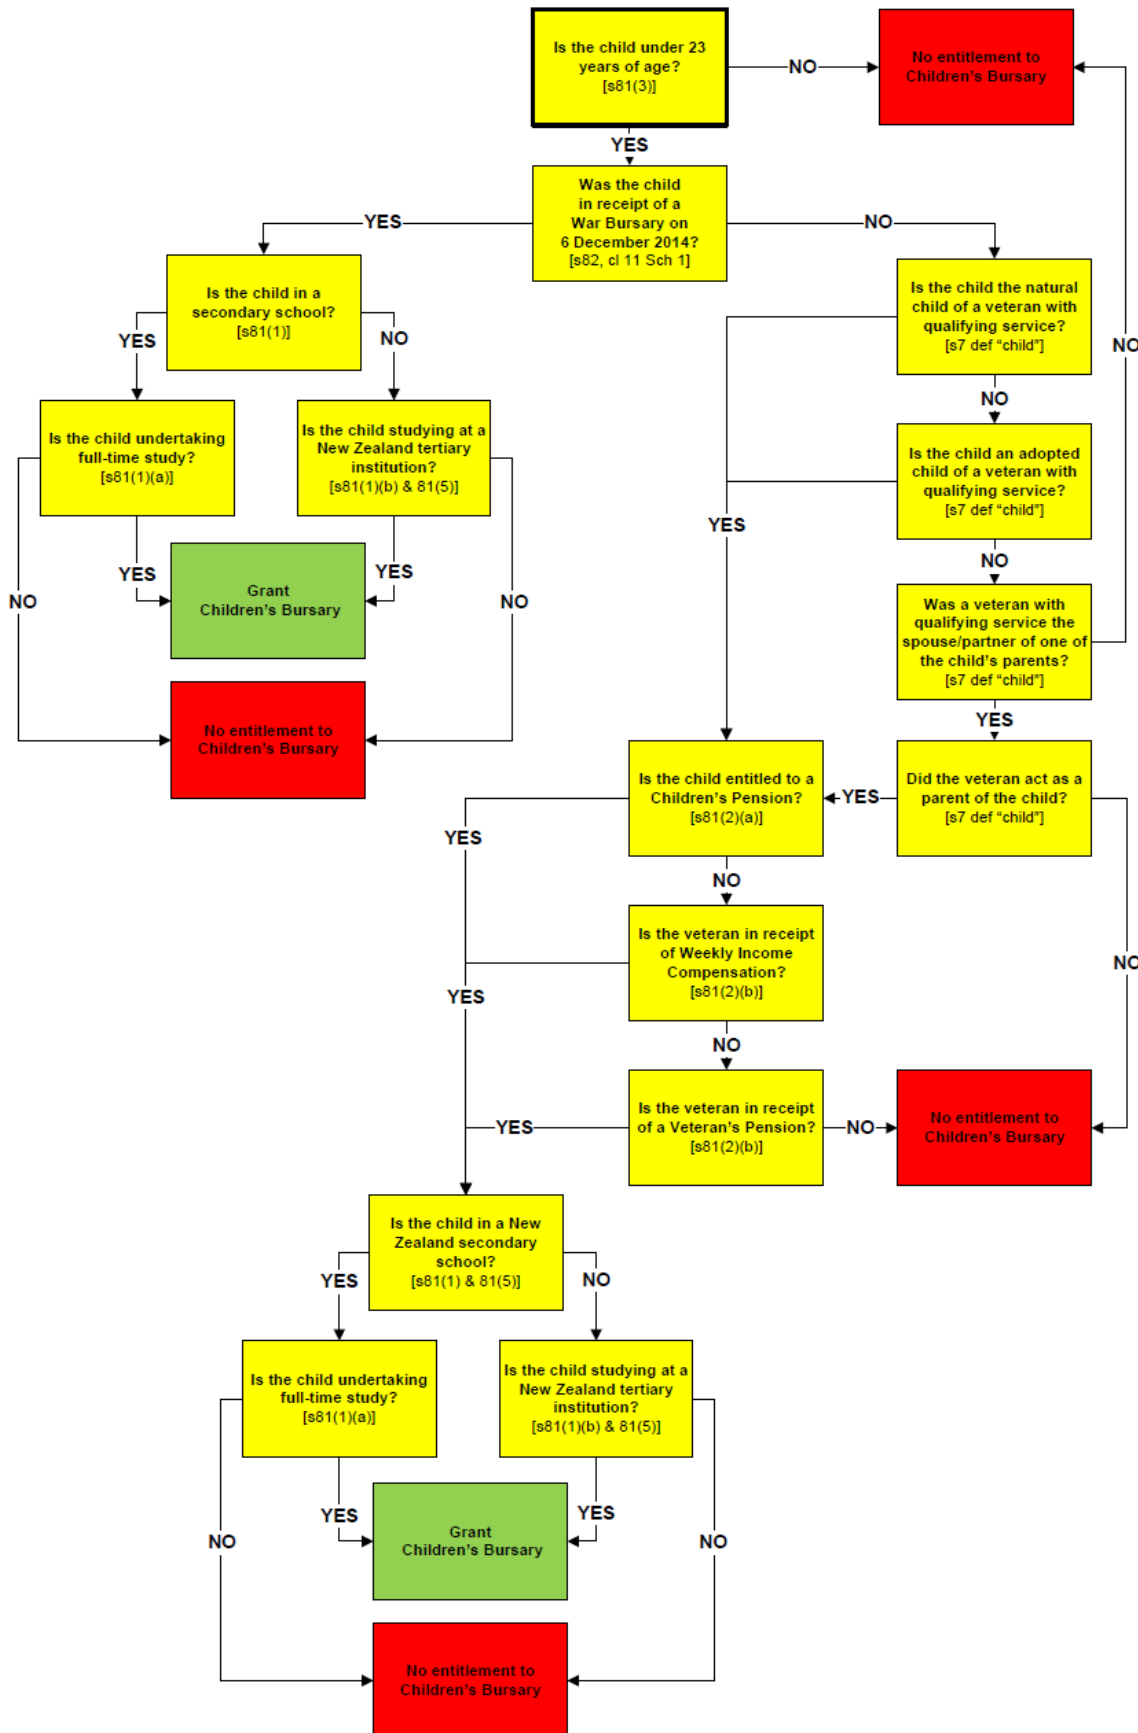 Is the child under 23
years of age?
[s81(3)]
NO
No entitlement to
Children's Bursary
YES
Was the child
in receipt of a
War Bursary on
6 December 2014?
[s82, cl 11 Sch 1]
YES
NO
Is the child in a
secondary school?
[s81(1)]
YES
NO
Is the child undertaking
full-time study?
[s81(1)(a)]
Is the child studying at a
New Zealand tertiary
institution?
[s81(1)(b) & 81(5)]
YES
YES
NO
NO
Grant
Children's Bursary
No entitlement to
Children's Bursary
Is the child the natural
child of a veteran with
qualifying service?
[s7 def "child"]
NO
NO
Is the child an adopted
child of a veteran with
qualifying service?
[s7 def "child"]
YES
NO
Was a veteran with
qualifying service the
spouse/partner of one of
the child's parents?
[s7 def "child"]
YES
Did the veteran act as a
parent of the child?
[s7 def "child"]
YES
NO
Is the child entitled to a
Children's Pension?
[s81(2)(a)]
YES
NO
Is the veteran in receipt
of Weekly Income
Compensation?
[s81(2)(b)]
YES
NO
Is the veteran in receipt
of a Veteran's Pension?
[s81(2)(b)]
YES
NO
No entitlement to
Children's Bursary
Is the child in a New
Zealand secondary
school?
[s81(1) & 81(5)]
YES
NO
Is the child undertaking
full-time study?
[s81(1)(a)]
Is the child studying at a
New Zealand tertiary
institution?
[s81(1)(b) & 81(5)]
YES
YES
NO
NO
Grant
Children's Bursary
No entitlement to
Children's Bursary